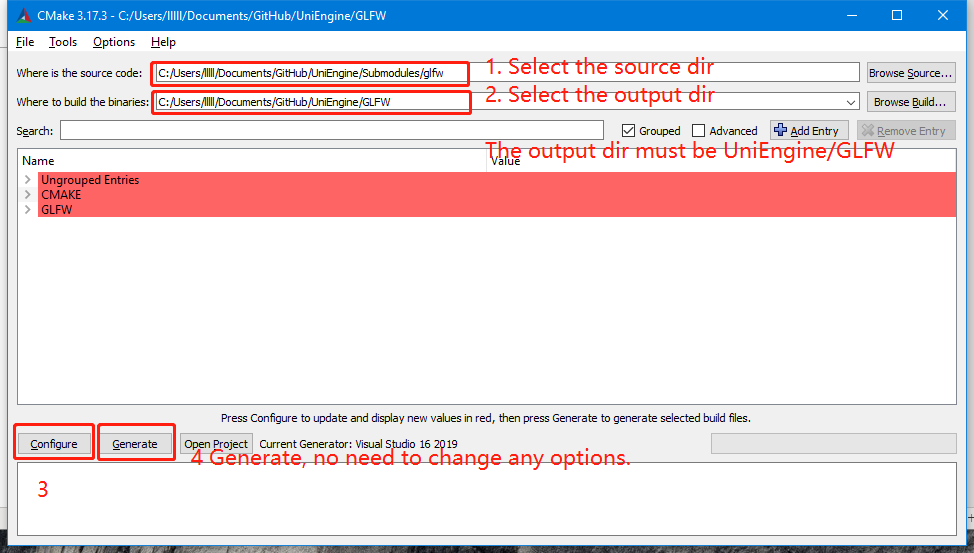 CMake 3.17.3 - C:/Users/lllll/Documents/GitHub/UniEngine/GLFW
File Tools Options Help
Where is the source code: C:/Users/lllll/Documents/GitHub/UniEngine/Submodules/glfw 1. Select the source dir Browse Source...
Where to build the binaries: C:/Users/lllll/Documents/GitHub/UniEngine/GLFW 2. Select the output dir Browse Build...
Search: Grouped Advanced Add Entry Remove Entry
The output dir must be UniEngine/GLFW
Name Value
Ungrouped Entries
CMAKE
GLFW
Press Configure to update and display new values in red, then press Generate to generate selected build files.
Configure Generate Open Project Current Generator: Visual Studio 16 2019
4 Generate, no need to change any options.
3